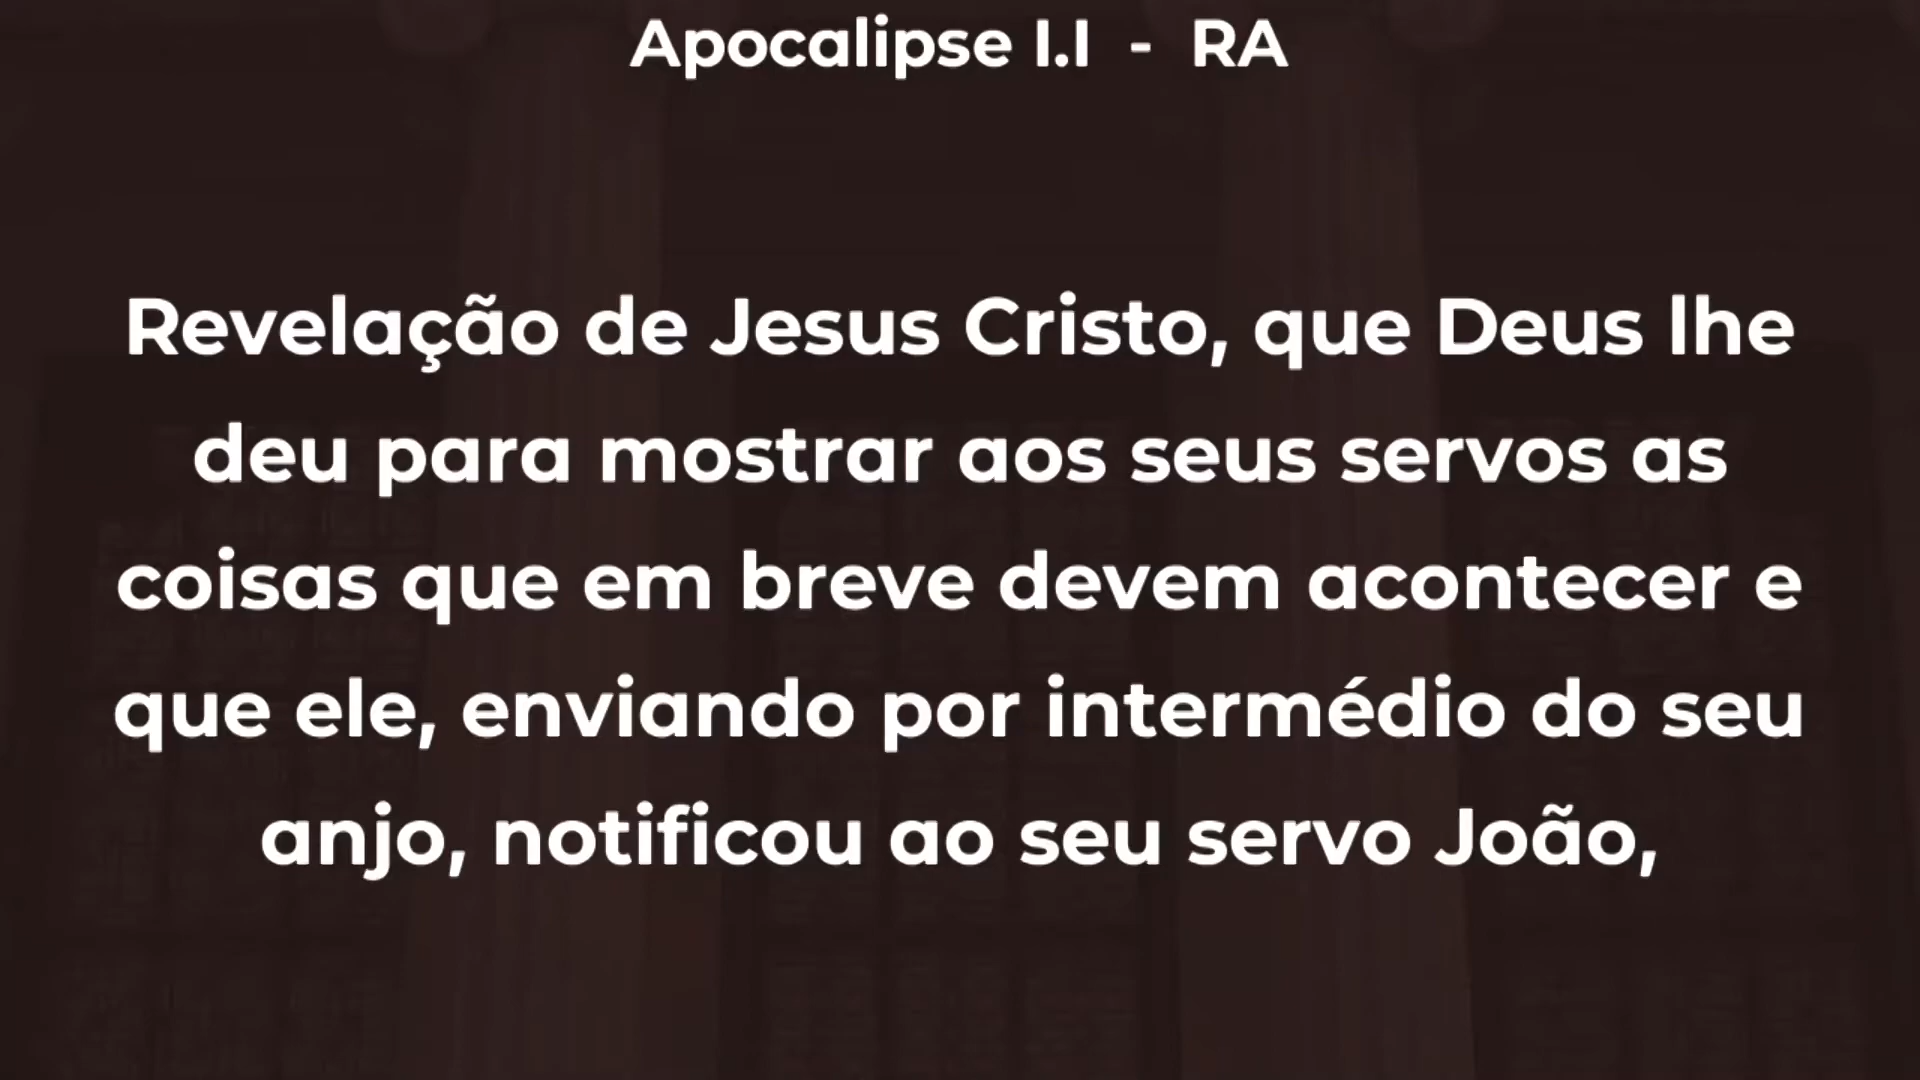 Apocalipse I.I - RA
Revelação de Jesus Cristo, que Deus lhe
deu para mostrar aos seus servos as
coisas que em breve devem acontecer e
que ele, enviando por intermédio do seu
anjo, notificou ao seu servo João,